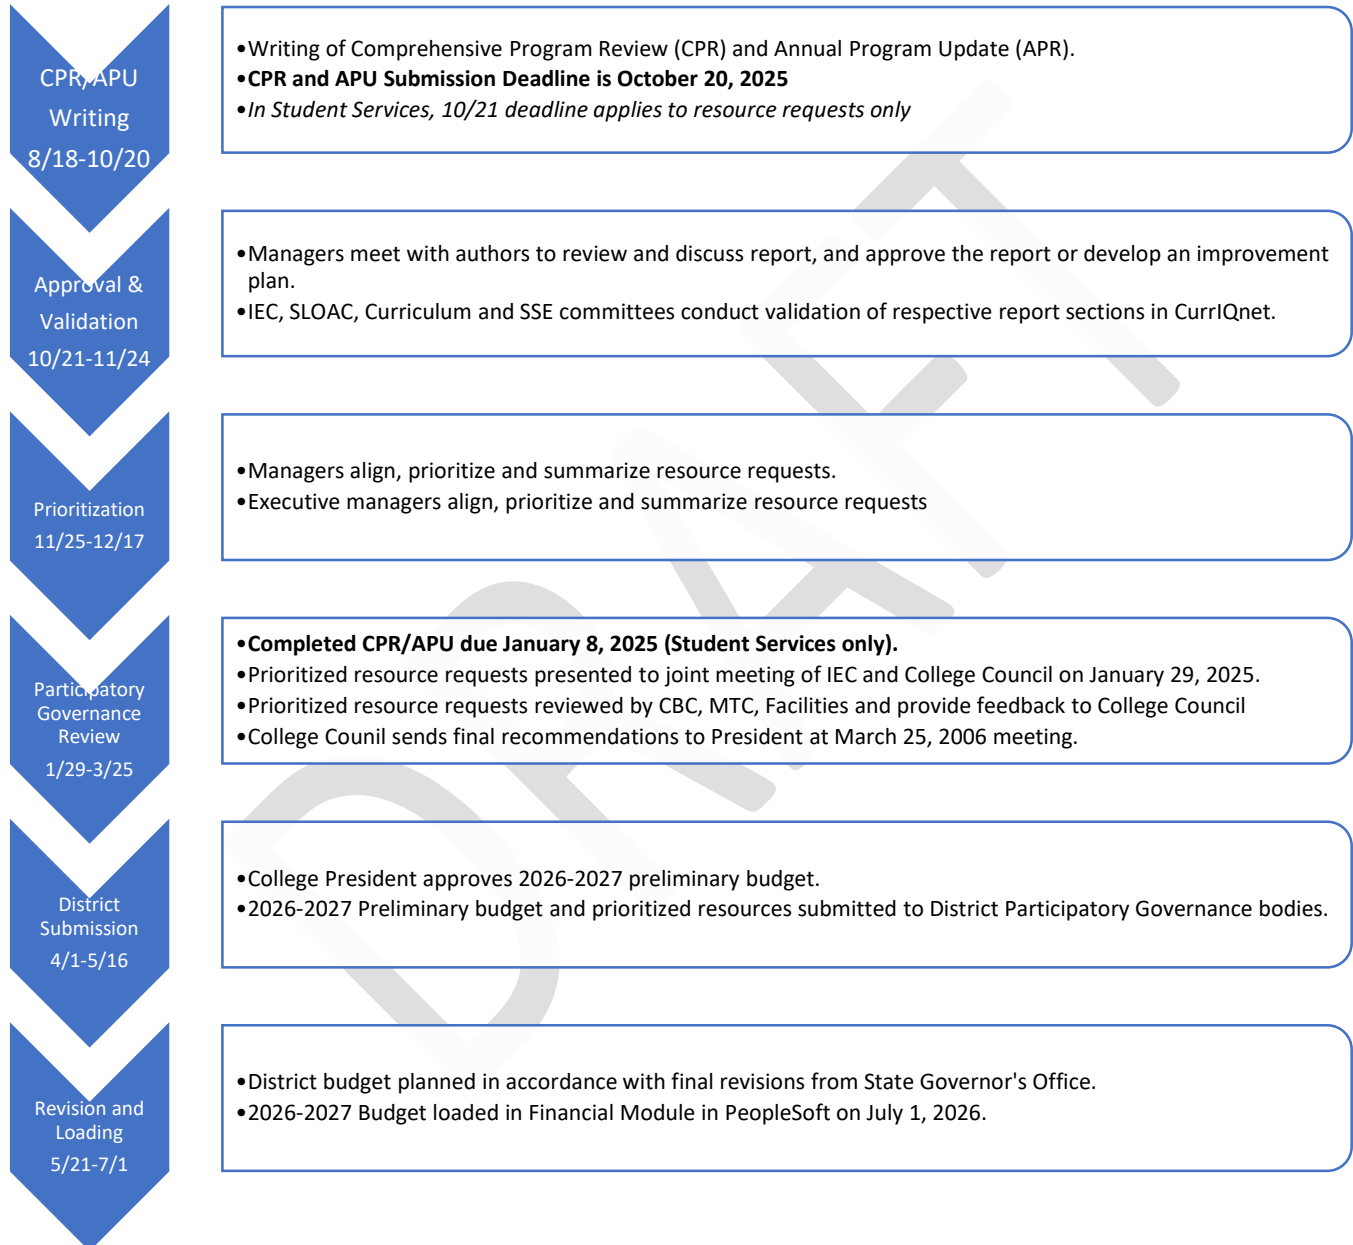 CPR/APU
Writing
8/18-10/20
•Writing of Comprehensive Program Review (CPR) and Annual Program Update (APR).
•CPR and APU Submission Deadline is October 20, 2025
•In Student Services, 10/21 deadline applies to resource requests only
Approval &
Validation
10/21-11/24
•Managers meet with authors to review and discuss report, and approve the report or develop an improvement
plan.
•IEC, SLOAC, Curriculum and SSE committees conduct validation of respective report sections in CurrIQnet.
Prioritization
11/25-12/17
•Managers align, prioritize and summarize resource requests.
•Executive managers align, prioritize and summarize resource requests
Participatory
Governance
Review
1/29-3/25
•Completed CPR/APU due January 8, 2025 (Student Services only).
•Prioritized resource requests presented to joint meeting of IEC and College Council on January 29, 2025.
•Prioritized resource requests reviewed by CBC, MTC, Facilities and provide feedback to College Council
•College Counil sends final recommendations to President at March 25, 2006 meeting.
District
Submission
4/1-5/16
•College President approves 2026-2027 preliminary budget.
•2026-2027 Preliminary budget and prioritized resources submitted to District Participatory Governance bodies.
Revision and
Loading
5/21-7/1
•District budget planned in accordance with final revisions from State Governor's Office.
•2026-2027 Budget loaded in Financial Module in PeopleSoft on July 1, 2026.
DRAFT